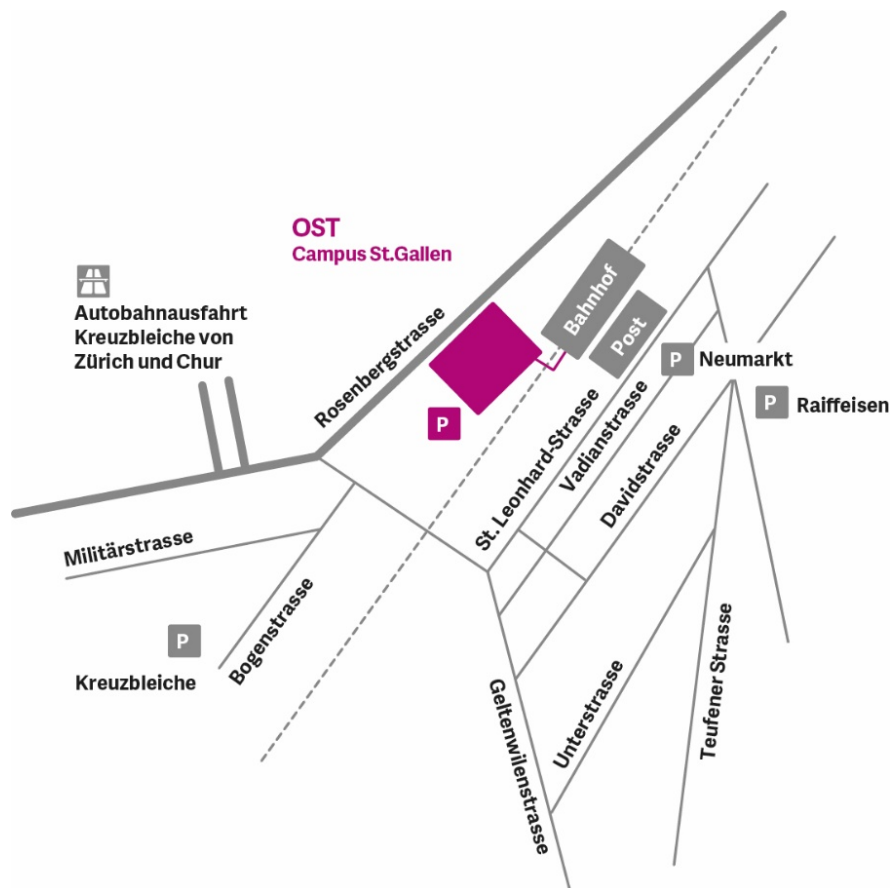 OST
Campus St.Gallen
Autobahnausfahrt
Kreuzbleiche von
Zürich und Chur
Rosenbergstrasse
Bahnhof
Post
P
Neumarkt
P
Raiffeisen
P
St. Leonhard-Strasse
Vadianstrasse
Davidstrasse
Militärstrasse
Bogenstrasse
P
Kreuzbleiche
Geltenwilenstrasse
Unterstrasse
Teufener Strasse